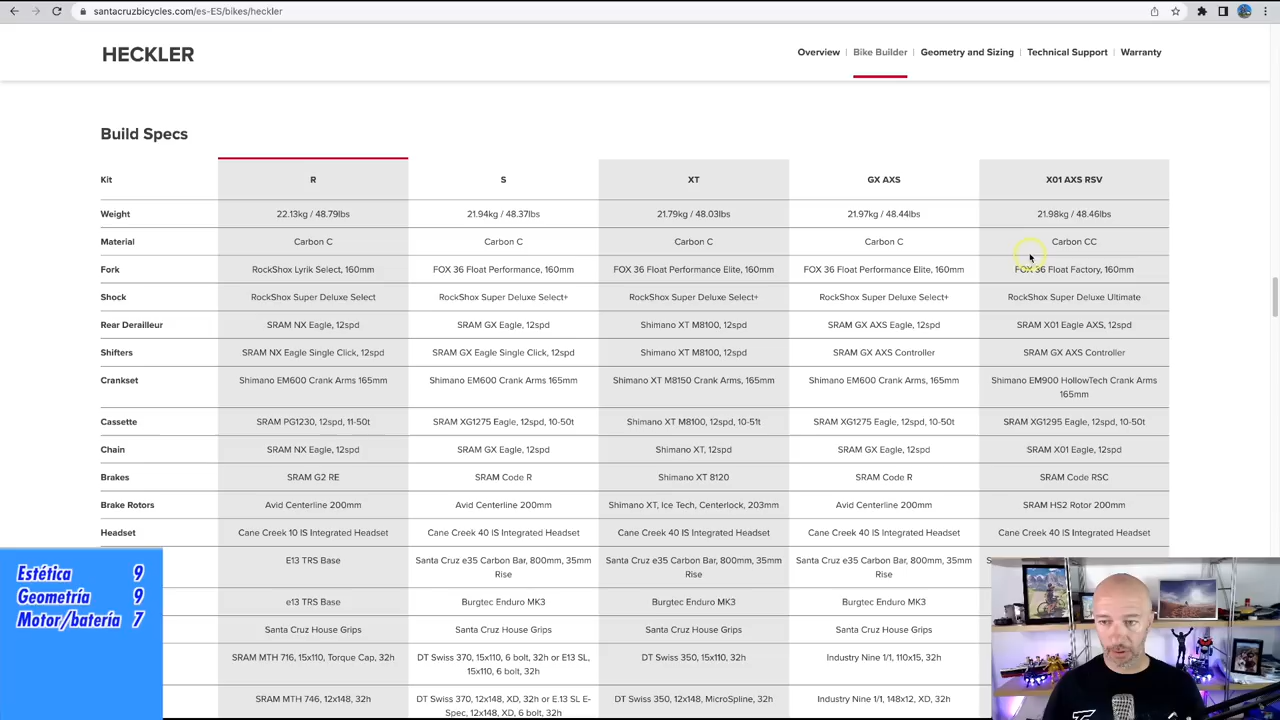 santacruzbicycles.com/es-ES/bikes/heckler
HECKLER
Overview | Bike Builder | Geometry and Sizing | Technical Support | Warranty
Build Specs
Kit R S XT GX AXS X01 AXS RSV
Weight 22.13kg / 48.79lbs 21.94kg / 48.37lbs 21.79kg / 48.03lbs 21.97kg / 48.44lbs 21.98kg / 48.46lbs
Material Carbon C Carbon C Carbon C Carbon C Carbon CC
Fork RockShox Lyrik Select, 160mm FOX 36 Float Performance, 160mm FOX 36 Float Performance Elite, 160mm FOX 36 Float Performance Elite, 160mm FOX 36 Float Factory, 160mm
Shock RockShox Super Deluxe Select RockShox Super Deluxe Select+ RockShox Super Deluxe Select+ RockShox Super Deluxe Select+ RockShox Super Deluxe Ultimate
Rear Derailleur SRAM NX Eagle, 12spd SRAM GX Eagle, 12spd Shimano XT M8100, 12spd SRAM GX AXS Eagle, 12spd SRAM X01 Eagle AXS, 12spd
Shifters SRAM NX Eagle Single Click, 12spd SRAM GX Eagle Single Click, 12spd Shimano XT M8100, 12spd SRAM GX AXS Controller SRAM GX AXS Controller
Crankset Shimano EM600 Crank Arms 165mm Shimano EM600 Crank Arms, 165mm Shimano XT M8150 Crank Arms, 165mm Shimano EM600 Crank Arms, 165mm Shimano EM900 HollowTech Crank Arms
165mm
Cassette SRAM PG1230, 12spd, 11-50t SRAM XG1275 Eagle, 12spd, 10-50t Shimano XT M8100, 12spd, 10-51t SRAM XG1275 Eagle, 12spd, 10-50t SRAM XG1295 Eagle, 12spd, 10-50t
Chain SRAM NX Eagle, 12spd SRAM GX Eagle, 12spd Shimano XT, 12spd SRAM GX Eagle, 12spd SRAM X01 Eagle, 12spd
Brakes SRAM G2 RE SRAM Code R Shimano XT 8120 SRAM Code R SRAM Code RSC
Brake Rotors Avid Centerline 200mm Avid Centerline 200mm Shimano XT, Ice Tech, Centerlock, 203mm Avid Centerline 200mm SRAM HS2 Rotor 200mm
Headset Cane Creek 10 IS Integrated Headset Cane Creek 40 IS Integrated Headset Cane Creek 40 IS Integrated Headset Cane Creek 40 IS Integrated Headset Cane Creek 40 IS Integrated Headset
E13 TRS Base Santa Cruz e35 Carbon Bar, 800mm, 35mm Santa Cruz e35 Carbon Bar, 800mm, 35mm Santa Cruz e35 Carbon Bar, 800mm, 35mm
Rise Rise Rise
e13 TRS Base Burgtec Enduro MK3 Burgtec Enduro MK3 Burgtec Enduro MK3
Santa Cruz House Grips Santa Cruz House Grips Santa Cruz House Grips Santa Cruz House Grips
SRAM MTH 716, 15x110, Torque Cap, 32h DT Swiss 370, 15x110, 6 bolt, 32h or E13 SL, DT Swiss 350, 15x110, 32h Industry Nine 1/1, 110x15, 32h
15x110, 6 bolt, 32h
SRAM MTH 746, 12x148, 32h DT Swiss 370, 12x148, XD, 32h or E.13 SL E- DT Swiss 350, 12x148, MicroSpline, 32h Industry Nine 1/1, 148x12, XD, 32h
Spec, 12x148, XD, 6 bolt, 32h
Estética 9
Geometría 9
Motor/batería 7